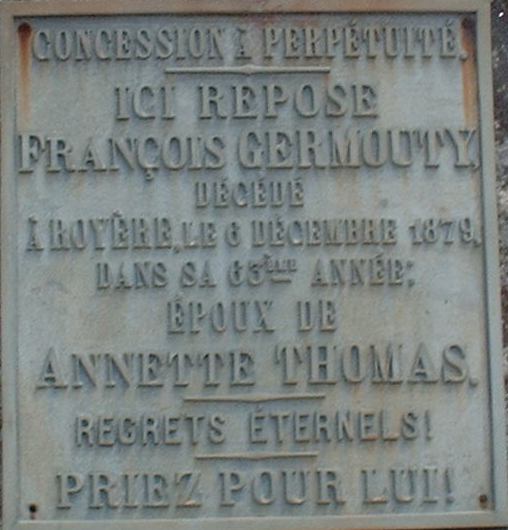 CONCESSION À PERPÉTUITÉ.
ICI REPOSE
FRANÇOIS GERMOUTY,
DÉCÉDÉ
À ROYÈRE, LE 6 DÉCEMBRE 1879,
DANS SA 63ÈME ANNÉE;
ÉPOUX DE
ANNETTE THOMAS.
REGRETS ÉTERNELS!
PRIEZ POUR LUI!